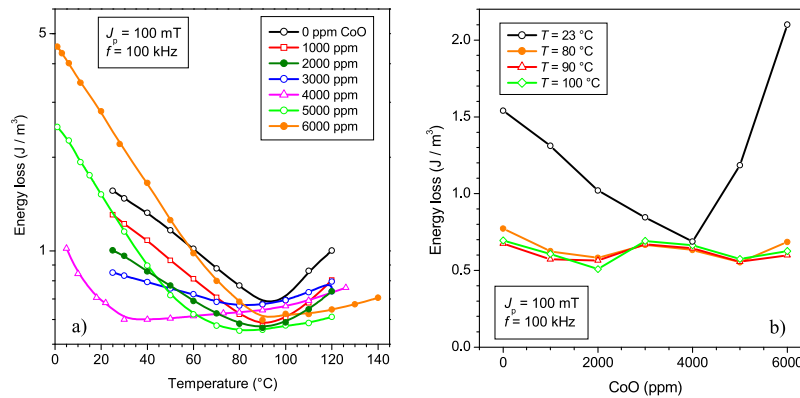 J_p = 100 mT
f = 100 kHz
0 ppm CoO
1000 ppm
2000 ppm
3000 ppm
4000 ppm
5000 ppm
6000 ppm
5
1
Energy loss (J / m³)
a)
0 20 40 60 80 100 120 140
Temperature (°C)
T = 23 °C
T = 80 °C
T = 90 °C
T = 100 °C
2.0
1.5
1.0
0.5
0.0
Energy loss (J / m³)
J_p = 100 mT
f = 100 kHz
b)
0 2000 4000 6000
CoO (ppm)